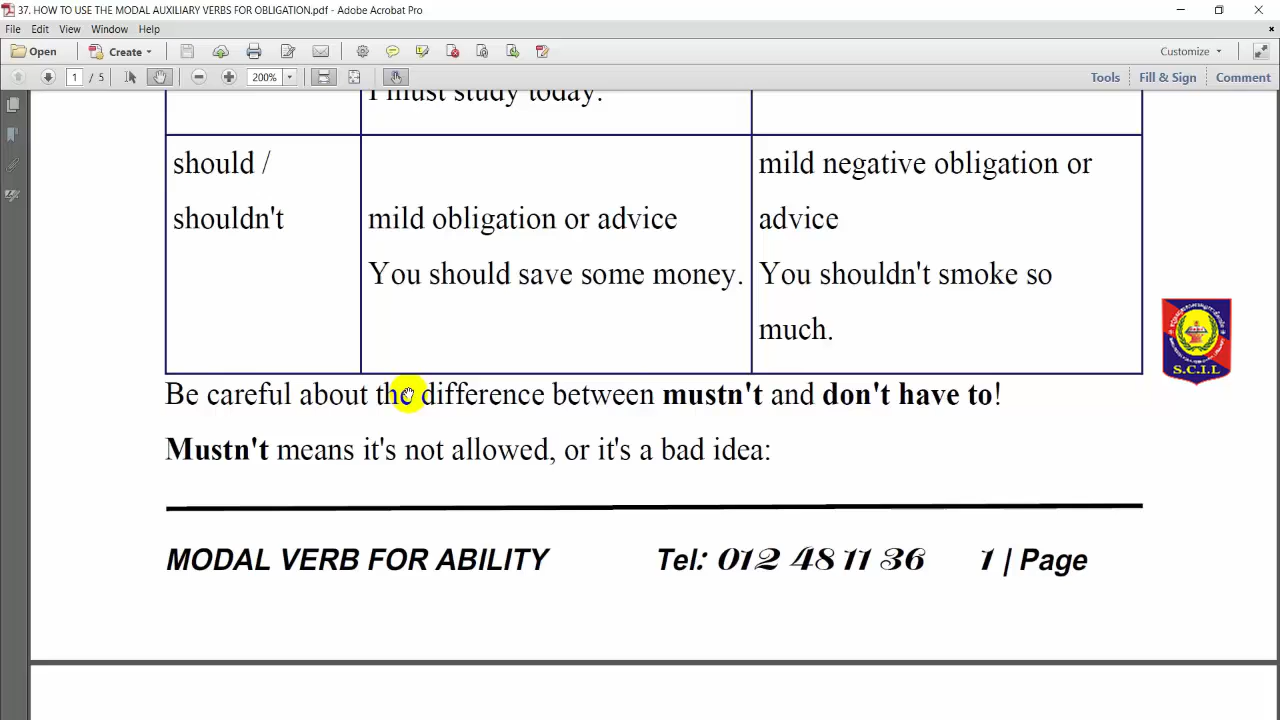 37. HOW TO USE THE MODAL AUXILIARY VERBS FOR OBLIGATION.pdf - Adobe Acrobat Pro
File Edit View Window Help
Open Create Customize
1 / 5 200% Tools Fill & Sign Comment
I must study today.
should /
shouldn't
mild obligation or advice
You should save some money.
mild negative obligation or
advice
You shouldn't smoke so
much.
S.C.I.L
Be careful about the difference between mustn't and don't have to!
Mustn't means it's not allowed, or it's a bad idea:
MODAL VERB FOR ABILITY Tel: 012 48 11 36 1 | Page